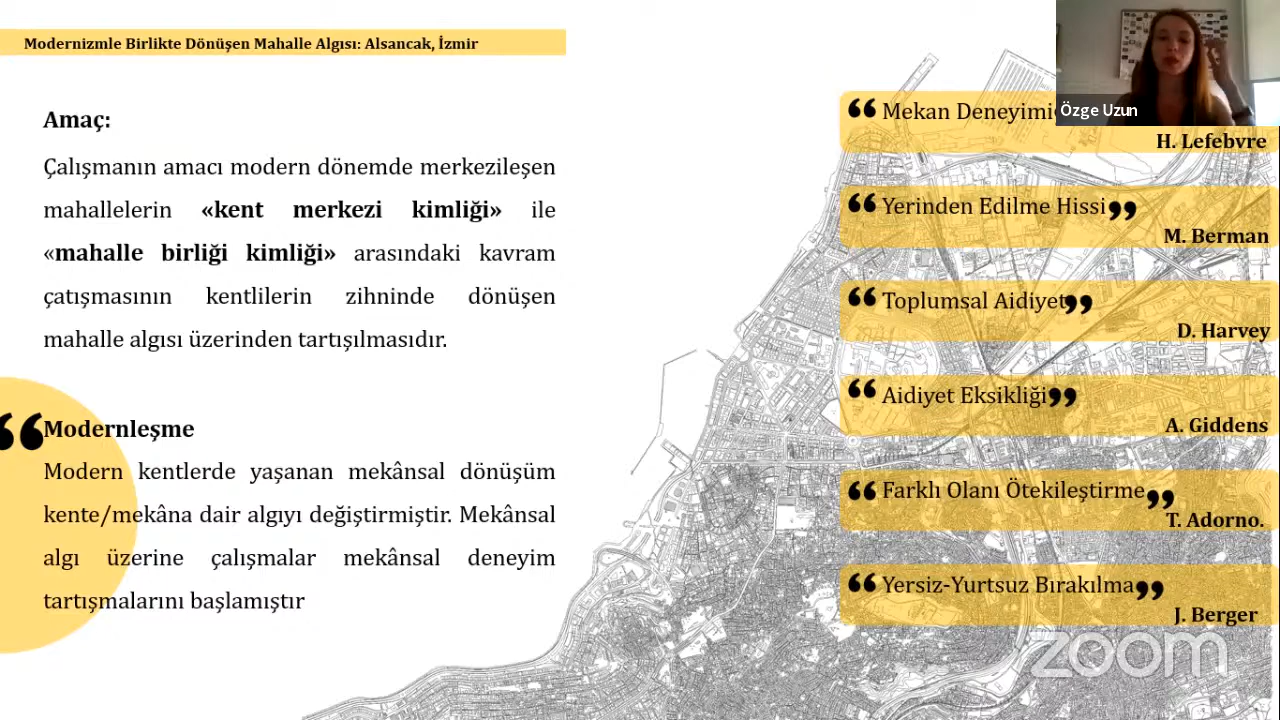 Modernizmle Birlikte Dönüşen Mahalle Algısı: Alsancak, İzmir
Amaç:
Çalışmanın amacı modern dönemde merkezileşen
mahallelerin «kent merkezi kimliği» ile
«mahalle birliği kimliği» arasındaki kavram
çatışmasının kentlilerin zihninde dönüşen
mahalle algısı üzerinden tartışılmasıdır.
“Modernleşme
Modern kentlerde yaşanan mekânsal dönüşüm
kente/mekâna dair algıyı değiştirmiştir. Mekânsal
algı üzerine çalışmalar mekânsal deneyim
tartışmalarını başlamıştır
“Mekan
H. Lefebvre
“Yerinden Edilme Hissi”
M. Berman
“Toplumsal Aidiyet”
D. Harvey
“Aidiyet Eksikliği”
A. Giddens
“Farklı Olanı Ötekileştirme”
T. Adorno.
“Yersiz-Yurtsuz Bırakılma”
J. Berger
Özge Uzun
zoom